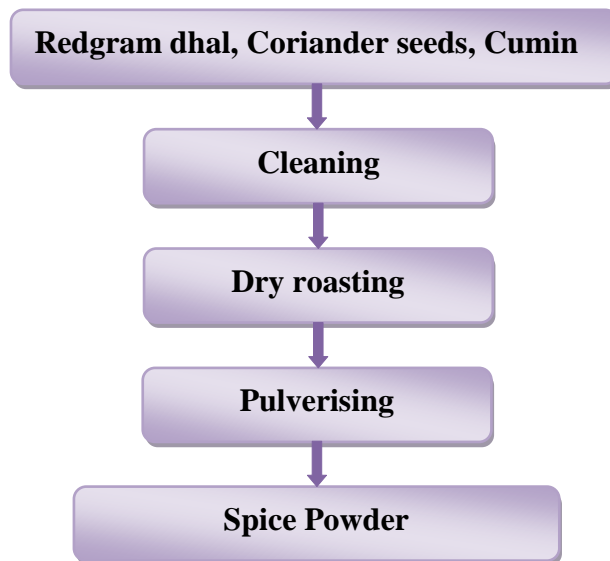 Redgram dhal, Coriander seeds, Cumin
Cleaning
Dry roasting
Pulverising
Spice Powder